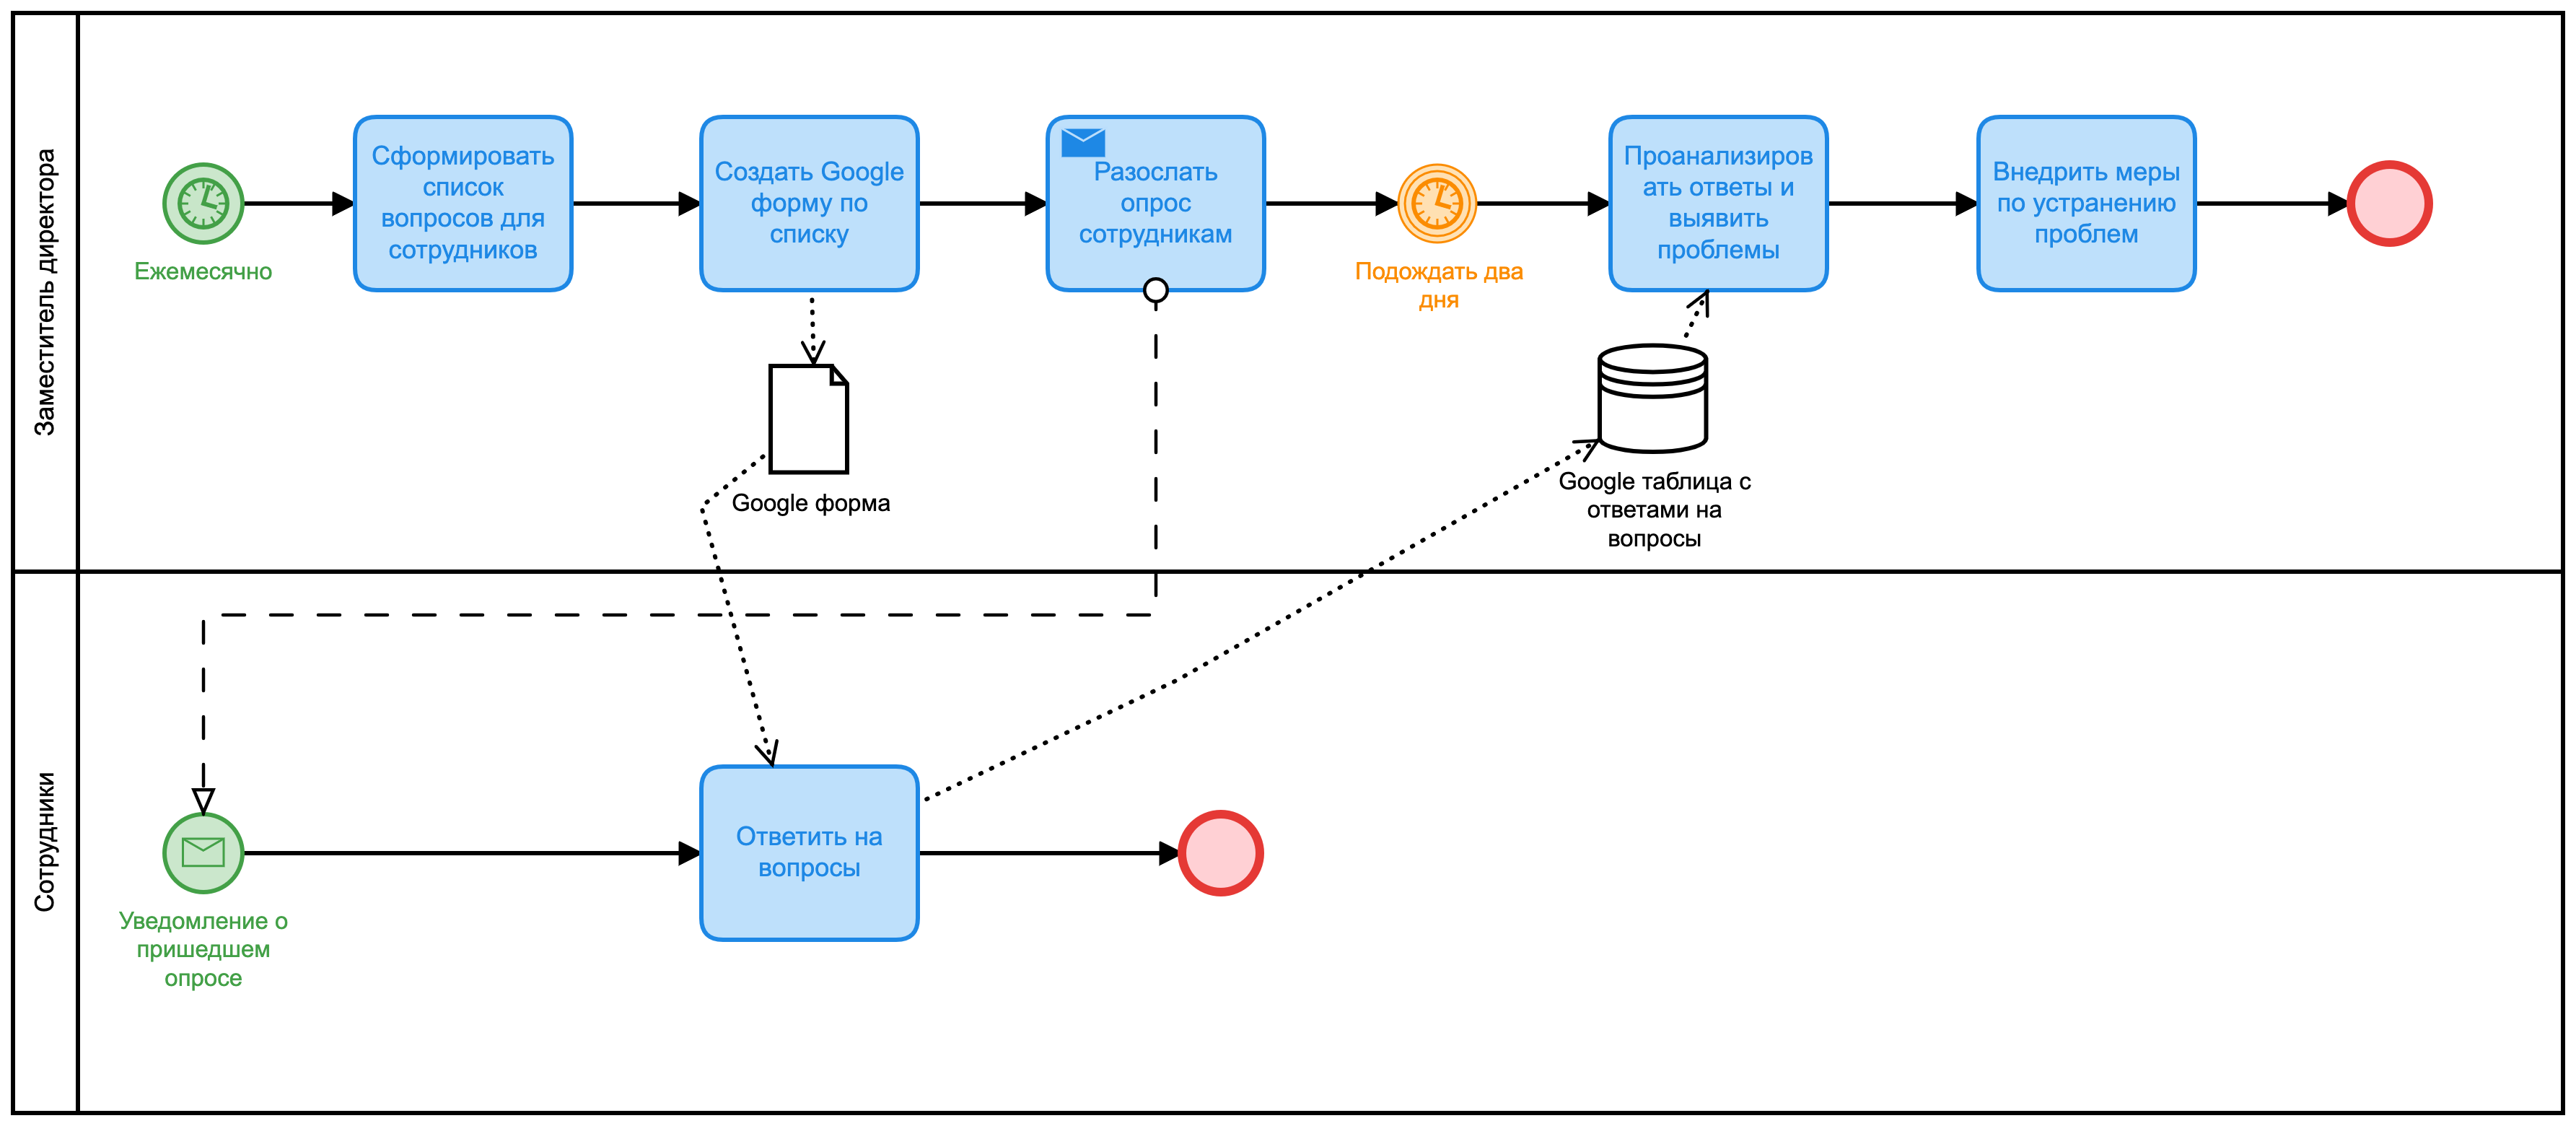 Заместитель директора
Ежемесячно
Сформировать
список
вопросов для
сотрудников
Создать Google
форму по
списку
Разослать
опрос
сотрудникам
Подождать два
дня
Проанализиров
ать ответы и
выявить
проблемы
Внедрить меры
по устранению
проблем
Google форма
Google таблица с
ответами на
вопросы
Сотрудники
Уведомление о
пришедшем
опросе
Ответить на
вопросы